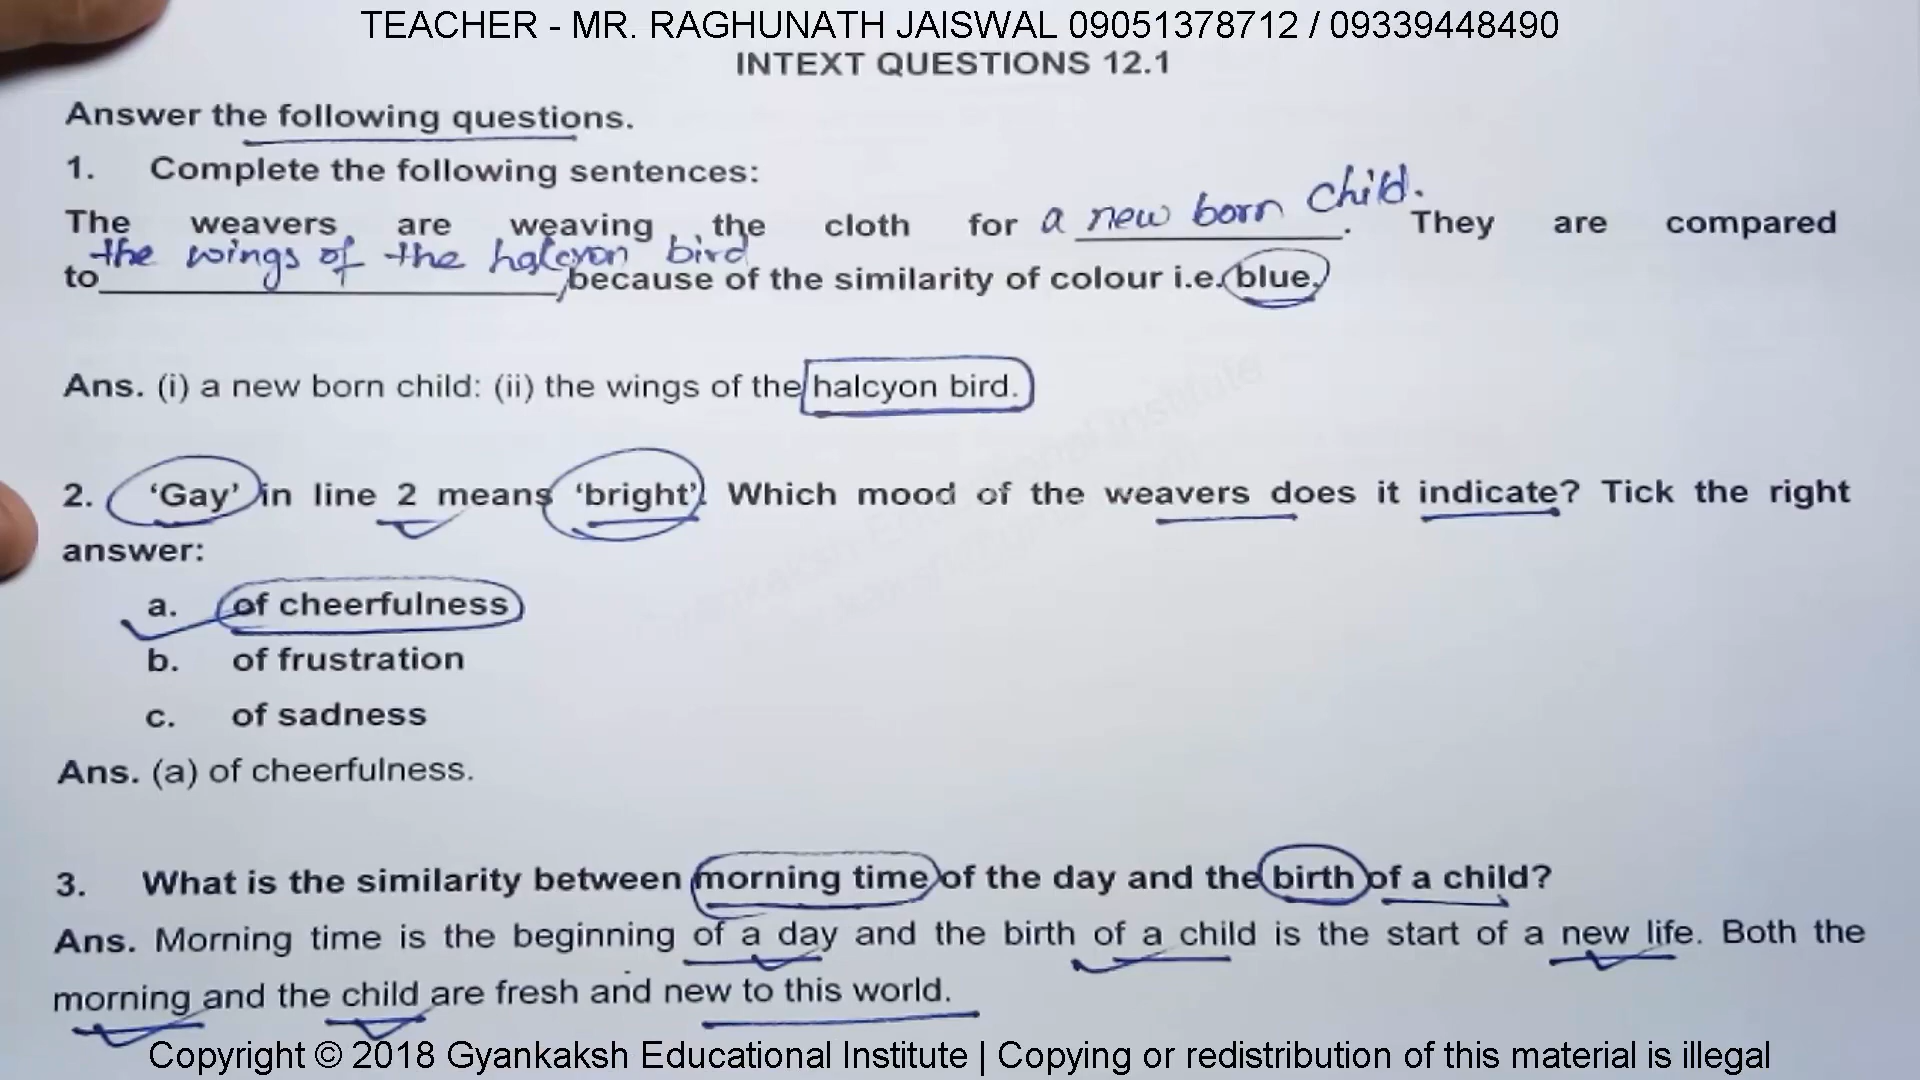 TEACHER - MR. RAGHUNATH JAISWAL 09051378712 / 09339448490
INTEXT QUESTIONS 12.1
Answer the following questions.
1. Complete the following sentences:
The weavers are weaving the cloth for a new born child. They are compared
the wings of the halcyon bird
to____________________,because of the similarity of colour i.e. blue.
Ans. (i) a new born child: (ii) the wings of the halcyon bird.
2. ‘Gay’ in line 2 means ‘bright’. Which mood of the weavers does it indicate? Tick the right
answer:
a. of cheerfulness
b. of frustration
c. of sadness
Ans. (a) of cheerfulness.
3. What is the similarity between morning time of the day and the birth of a child?
Ans. Morning time is the beginning of a day and the birth of a child is the start of a new life. Both the
morning and the child are fresh and new to this world.
Copyright © 2018 Gyankaksh Educational Institute | Copying or redistribution of this material is illegal